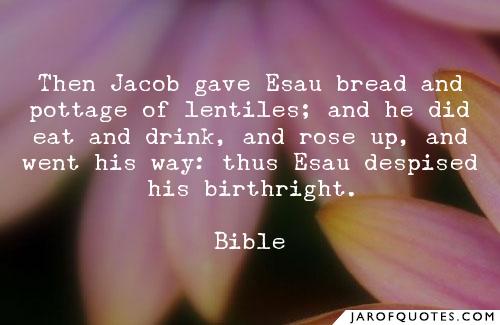 Then Jacob gave Esau bread and
pottage of lentiles; and he did
eat and drink, and rose up, and
went his way: thus Esau despised
his birthright.
Bible
JAROFQUOTES.COM